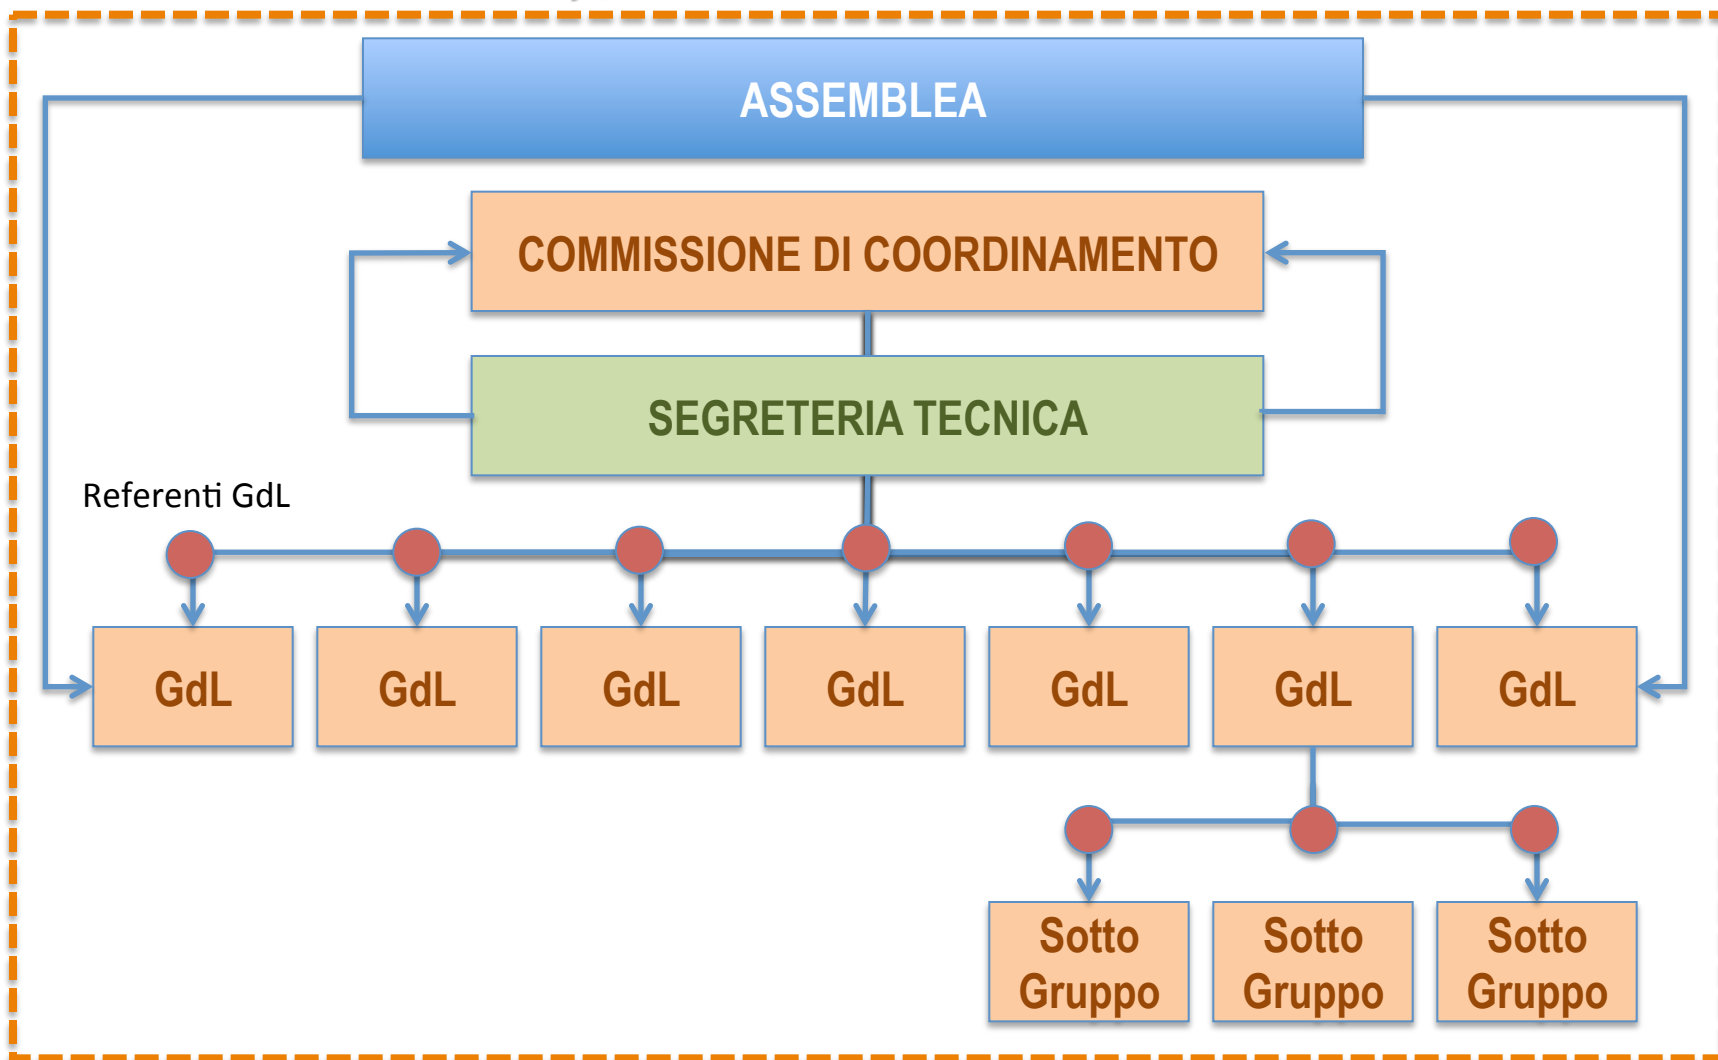 ASSEMBLEA
COMMISSIONE DI COORDINAMENTO
SEGRETERIA TECNICA
Referenti GdL
GdL
GdL
GdL
GdL
GdL
GdL
GdL
Sotto
Gruppo
Sotto
Gruppo
Sotto
Gruppo